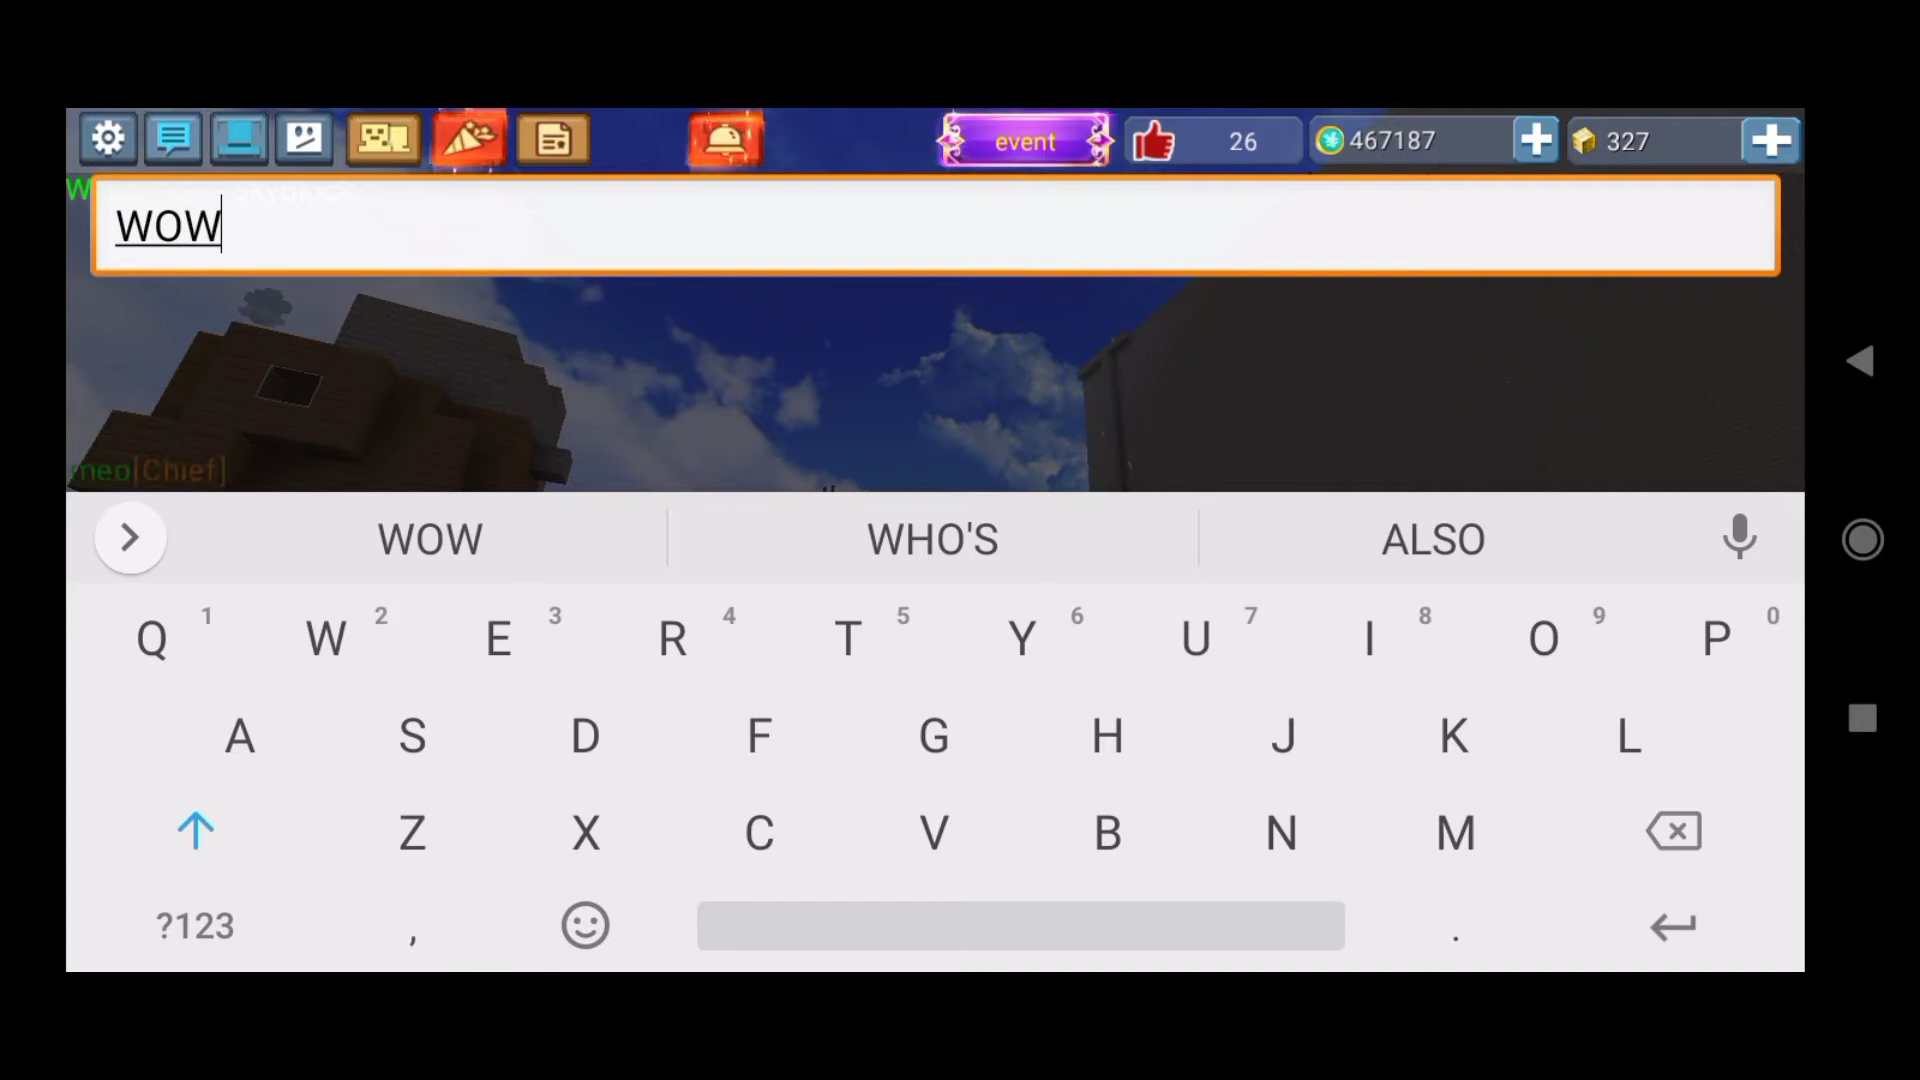 event
26
467187
327
W
Skyblock
WOW
meo[Chief]
WOW WHO'S ALSO
Q 1 W 2 E 3 R 4 T 5 Y 6 U 7 I 8 O 9 P 0
A S D F G H J K L
Z X C V B N M
?123 , .